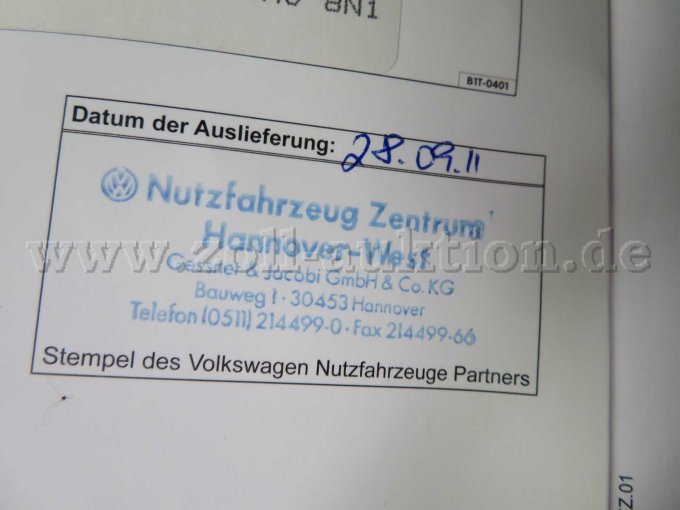 8N1
B1T-0401
Datum der Auslieferung: 28.09.11
Nutzfahrzeug Zentrum
Hannover-West
Gessner & Jacobi GmbH & Co. KG
Bauweg 1 · 30453 Hannover
Telefon (0511) 214499-0 · Fax 214499-66
Stempel des Volkswagen Nutzfahrzeuge Partners
www.zoll-auktion.de
Z.01